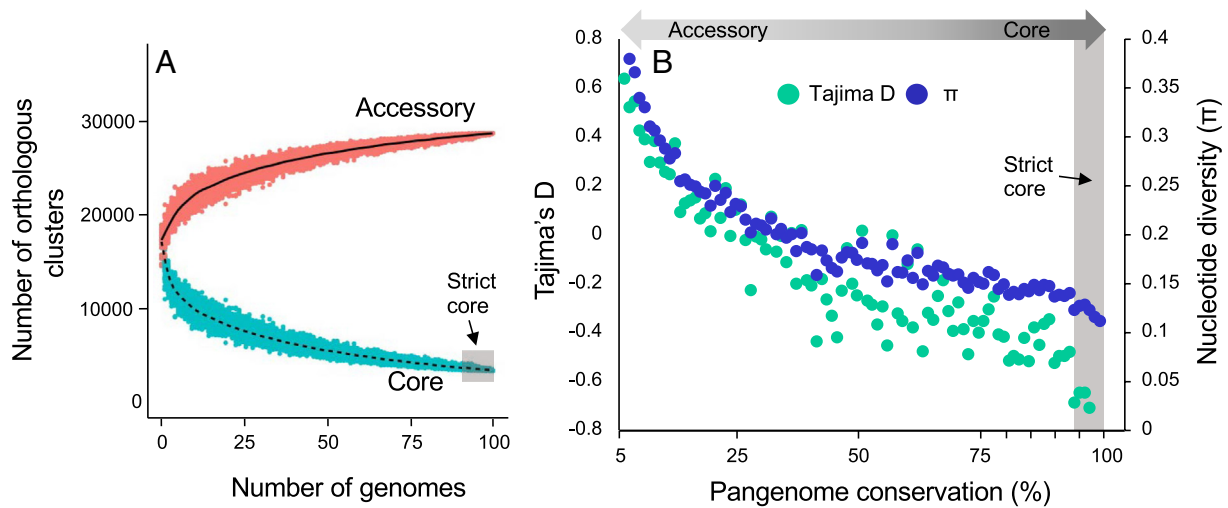 A
Accessory
Strict
core
Core
30000
20000
10000
0
0
25
50
75
100
Number of orthologous
clusters
Number of genomes
Accessory
Core
B
Tajima D
π
Strict
core
0.8
0.6
0.4
0.2
0
-0.2
-0.4
-0.6
-0.8
Tajima's D
0.4
0.35
0.3
0.25
0.2
0.15
0.1
0.05
0
Nucleotide diversity (π)
5
25
50
75
100
Pangenome conservation (%)